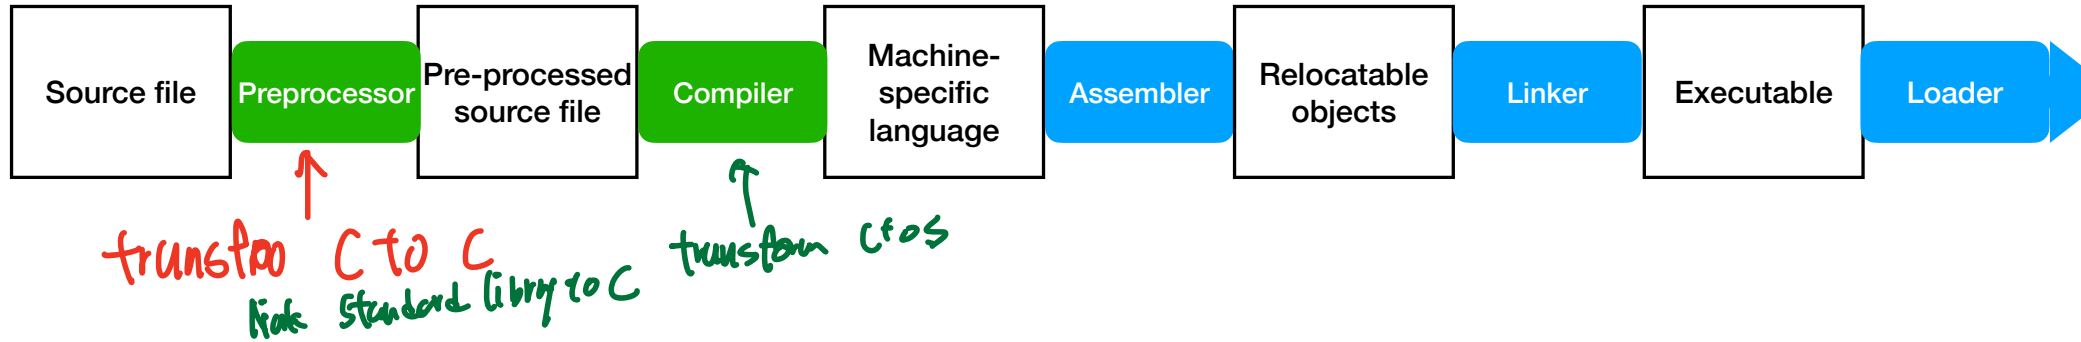 Source file
Preprocessor
Pre-processed
source file
Compiler
Machine-
specific
language
Assembler
Relocatable
objects
Linker
Executable
Loader
C to C
transform C to S
Standard library to C